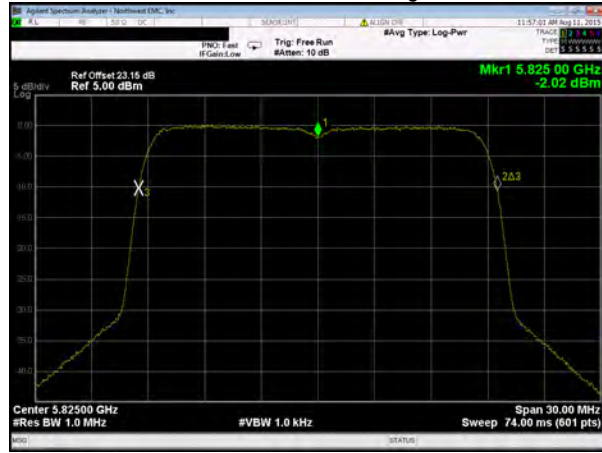 Agilent Spectrum Analyzer - Northwest EMC, Inc
RL RF 50 Ω DC SENSE:INT ALIGN OFF 11:57:01 AM Aug 11, 2015
#Avg Type: Log-Pwr TRACE 1 2 3 4 5 6
PNO: Fast Trig: Free Run TYPE
IFGain:Low #Atten: 10 dB DET S S S S S S
Mkr1 5.825 00 GHz
Ref Offset 23.15 dB
5 dB/div Ref 5.00 dBm -2.02 dBm
Log
0.00
1
-5.00
2Δ3
-10.0
3
-15.0
-20.0
-25.0
-30.0
-35.0
-40.0
Center 5.82500 GHz Span 30.00 MHz
#Res BW 1.0 MHz #VBW 1.0 kHz Sweep 74.00 ms (601 pts)
MSG STATUS